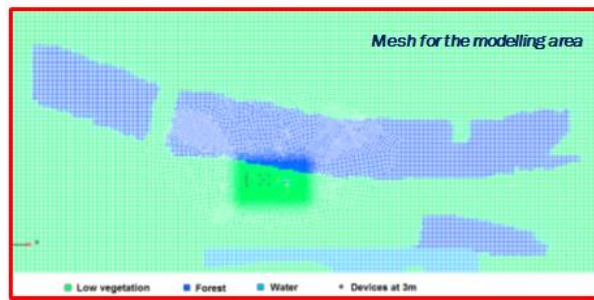 Mesh for the modelling area
Low vegetation Forest Water Devices at 3m